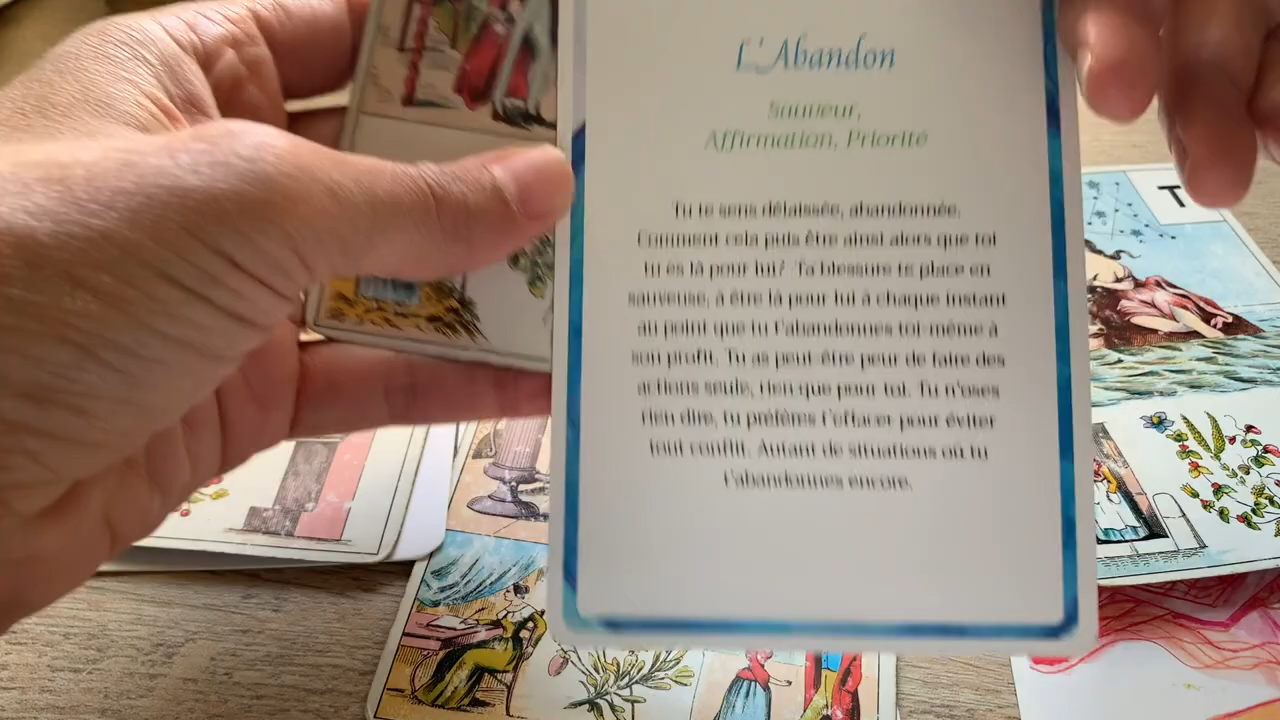 L'Abandon
Sauveur,
Affirmation, Priorité
Tu te sens délaissée, abandonnée.
Comment cela puis être ainsi alors que toi
tu es là pour lui? Ta blessure te place en
sauveuse, à être là pour lui à chaque instant
au point que tu t'abandonnes toi-même à
son profit. Tu as peut-être peur de faire des
actions seule, rien que pour toi. Tu n'oses
rien dire, tu préfères t'effacer pour éviter
tout conflit. Autant de situations où tu
t'abandonnes encore.
T